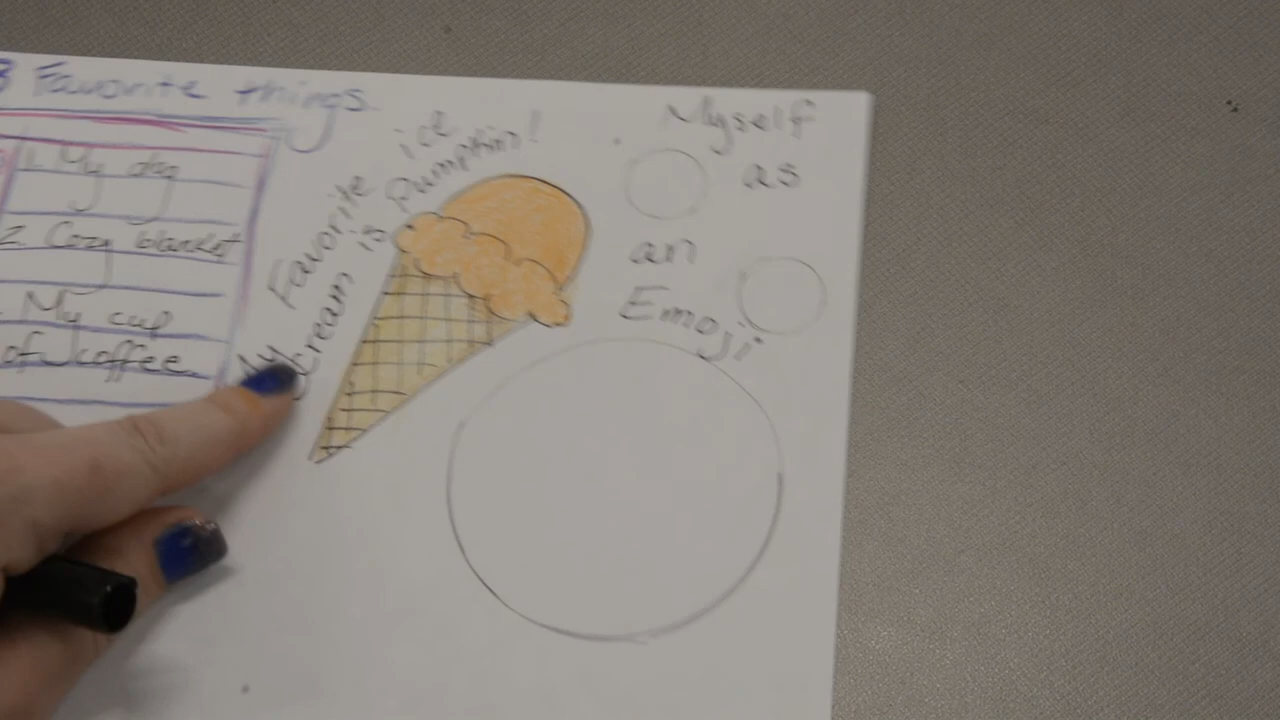 3 Favorite things
1. My dog
2. Cozy blanket
. My cup
of coffee.
My Favorite ice
cream is Pumpkin!
Myself
as
an
Emoji